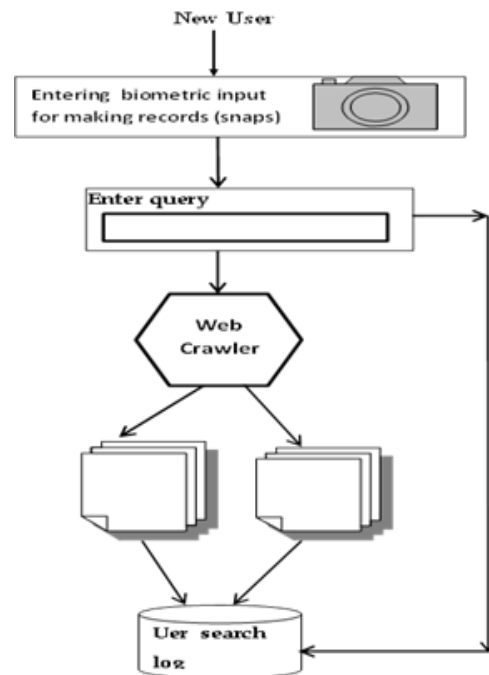 New User
Entering biometric input
for making records (snaps)
Enter query
Web
Crawler
Uer search
log